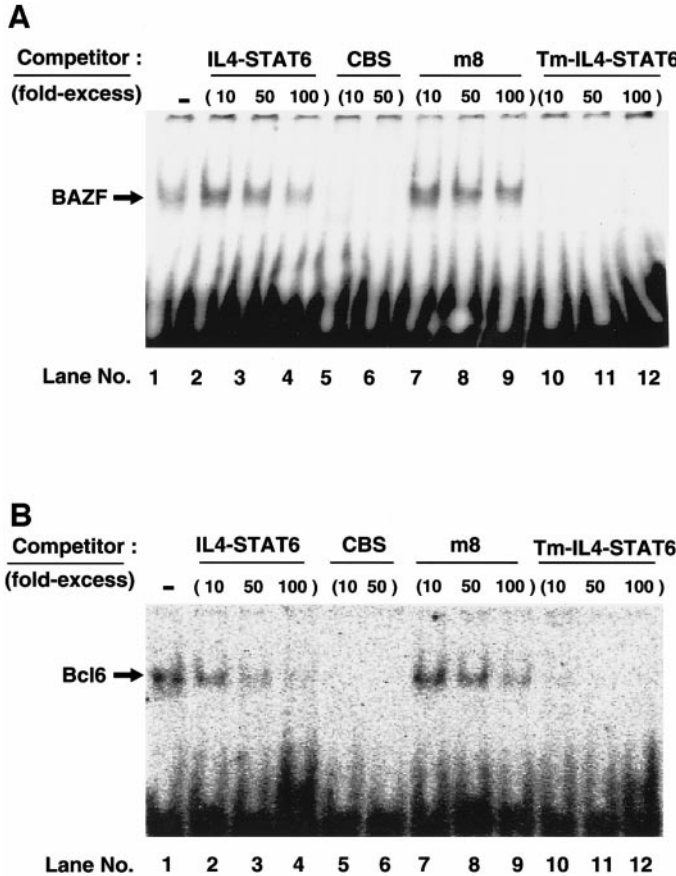 A
Competitor : IL4-STAT6 CBS m8 Tm-IL4-STAT6
(fold-excess) - ( 10 50 100 ) (10 50 ) (10 50 100 ) (10 50 100 )
BAZF
Lane No. 1 2 3 4 5 6 7 8 9 10 11 12
B
Competitor : IL4-STAT6 CBS m8 Tm-IL4-STAT6
(fold-excess) - ( 10 50 100 ) (10 50 ) (10 50 100 ) (10 50 100 )
Bcl6
Lane No. 1 2 3 4 5 6 7 8 9 10 11 12